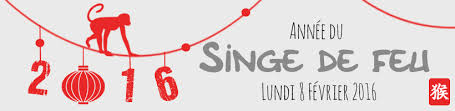 2016
ANNÉE DU
SINGE DE FEU
LUNDI 8 FÉVRIER 2016
猴